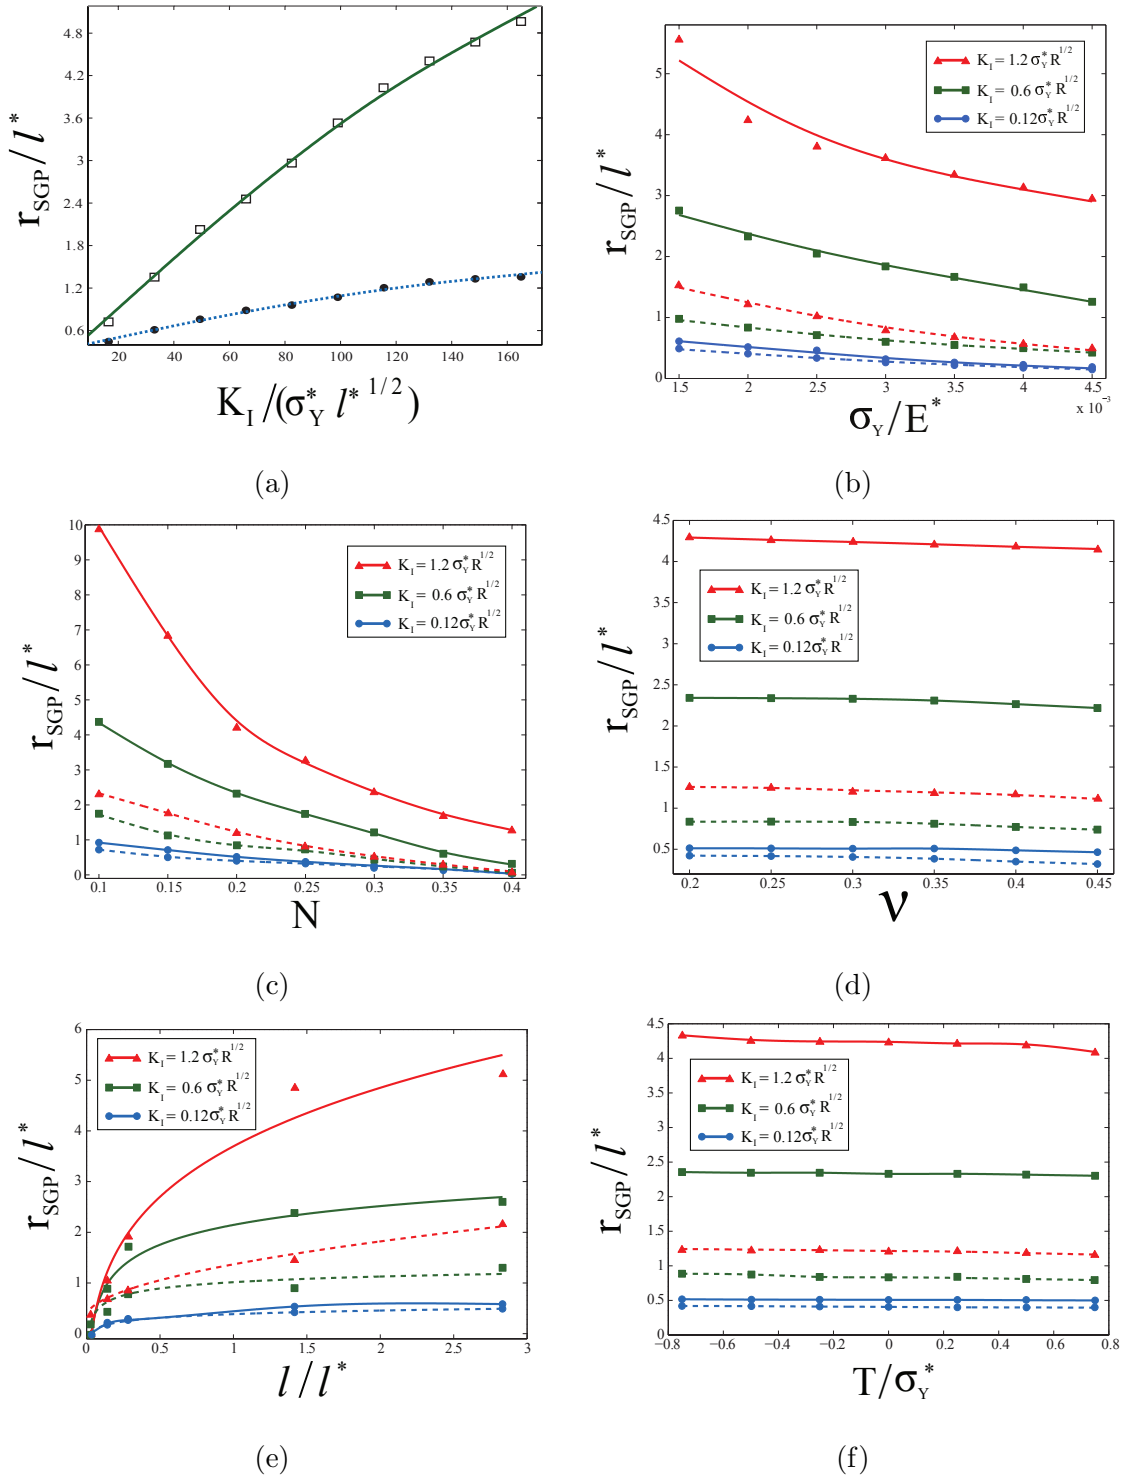 4.8
4.2
3.6
3
2.4
1.8
1.2
0.6
r_SGP / l*
20 40 60 80 100 120 140 160
K_I /(σ*_Y l*^1/2)
(a)
5
4
3
2
1
0
r_SGP / l*
K_I = 1.2 σ*_Y R^1/2
K_I = 0.6 σ*_Y R^1/2
K_I = 0.12σ*_Y R^1/2
1.5 2 2.5 3 3.5 4 4.5
x 10^-3
σ_Y/E*
(b)
10
9
8
7
6
5
4
3
2
1
0
r_SGP / l*
K_I = 1.2 σ*_Y R^1/2
K_I = 0.6 σ*_Y R^1/2
K_I = 0.12σ*_Y R^1/2
0.1 0.15 0.2 0.25 0.3 0.35 0.4
N
(c)
4.5
4
3.5
3
2.5
2
1.5
1
0.5
r_SGP / l*
K_I = 1.2 σ*_Y R^1/2
K_I = 0.6 σ*_Y R^1/2
K_I = 0.12σ*_Y R^1/2
0.2 0.25 0.3 0.35 0.4 0.45
ν
(d)
6
5
4
3
2
1
0
r_SGP / l*
K_I = 1.2 σ*_Y R^1/2
K_I = 0.6 σ*_Y R^1/2
K_I = 0.12σ*_Y R^1/2
0 0.5 1 1.5 2 2.5 3
l / l*
(e)
4.5
4
3.5
3
2.5
2
1.5
1
0.5
0
r_SGP / l*
K_I = 1.2 σ*_Y R^1/2
K_I = 0.6 σ*_Y R^1/2
K_I = 0.12σ*_Y R^1/2
−0.8 −0.6 −0.4 −0.2 0 0.2 0.4 0.6 0.8
T/σ_Y*
(f)